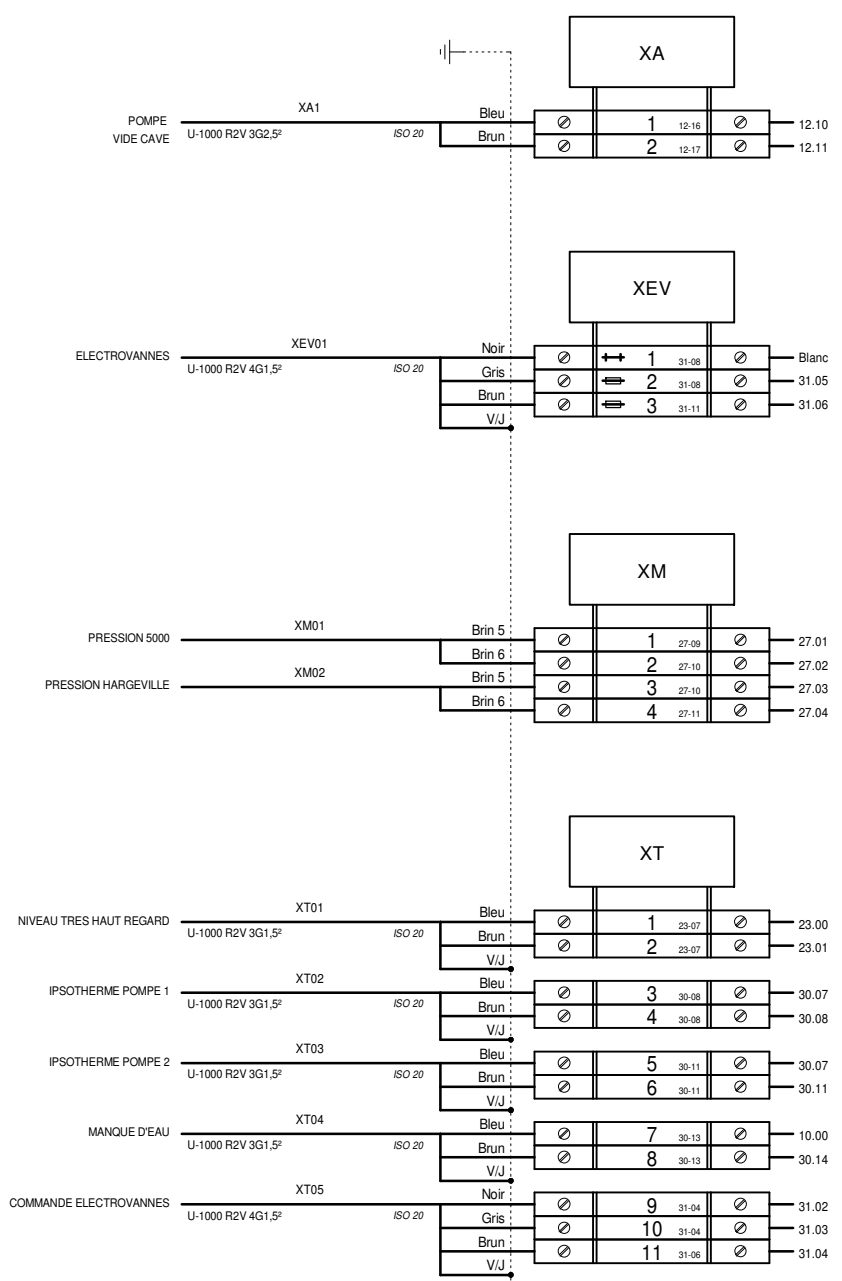 XA
XA1
Bleu
POMPE
VIDE CAVE
U-1000 R2V 3G2,5²
ISO 20
1 12-16
12.10
Brun
2 12-17
12.11
XEV
XEV01
Noir
ELECTROVANNES
U-1000 R2V 4G1,5²
ISO 20
1 31-08
Blanc
Gris
2 31-08
31.05
Brun
3 31-11
31.06
V/J
XM
XM01
Brin 5
PRESSION 5000
1 27-09
27.01
Brin 6
2 27-10
27.02
XM02
Brin 5
PRESSION HARGEVILLE
3 27-10
27.03
Brin 6
4 27-11
27.04
XT
XT01
Bleu
NIVEAU TRES HAUT REGARD
U-1000 R2V 3G1,5²
ISO 20
1 23-07
23.00
Brun
2 23-07
23.01
V/J
XT02
Bleu
IPSOTHERME POMPE 1
U-1000 R2V 3G1,5²
ISO 20
3 30-08
30.07
Brun
4 30-08
30.08
V/J
XT03
Bleu
IPSOTHERME POMPE 2
U-1000 R2V 3G1,5²
ISO 20
5 30-11
30.07
Brun
6 30-11
30.11
V/J
XT04
Bleu
MANQUE D'EAU
U-1000 R2V 3G1,5²
ISO 20
7 30-13
10.00
Brun
8 30-13
30.14
V/J
XT05
Noir
COMMANDE ELECTROVANNES
U-1000 R2V 4G1,5²
ISO 20
9 31-04
31.02
Gris
10 31-04
31.03
Brun
11 31-06
31.04
V/J